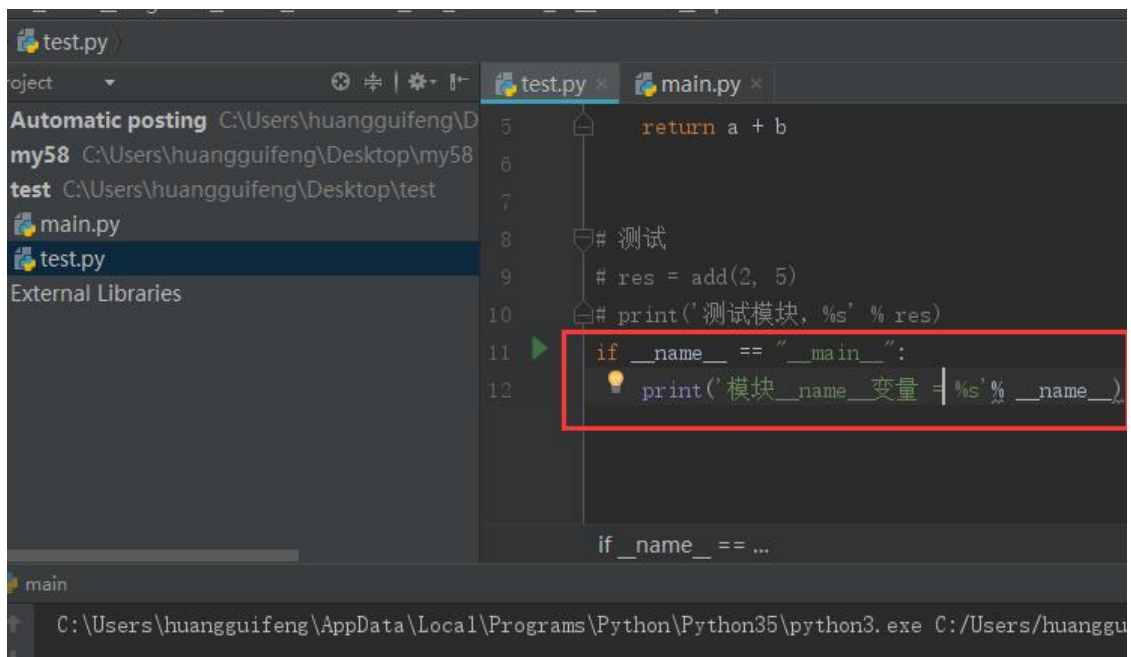 test.py
roject
test.py
main.py
Automatic posting C:\Users\huangguifeng\D
my58 C:\Users\huangguifeng\Desktop\my58
test C:\Users\huangguifeng\Desktop\test
main.py
test.py
External Libraries
5 return a + b
6
7
8 # 测试
9 # res = add(2, 5)
10 # print('测试模块, %s' % res)
11 if __name__ == "__main__":
12 print('模块__name__变量 = %s'% __name__)
if __name__ == ...
main
C:\Users\huangguifeng\AppData\Local\Programs\Python\Python35\python3.exe C:/Users/huanggu